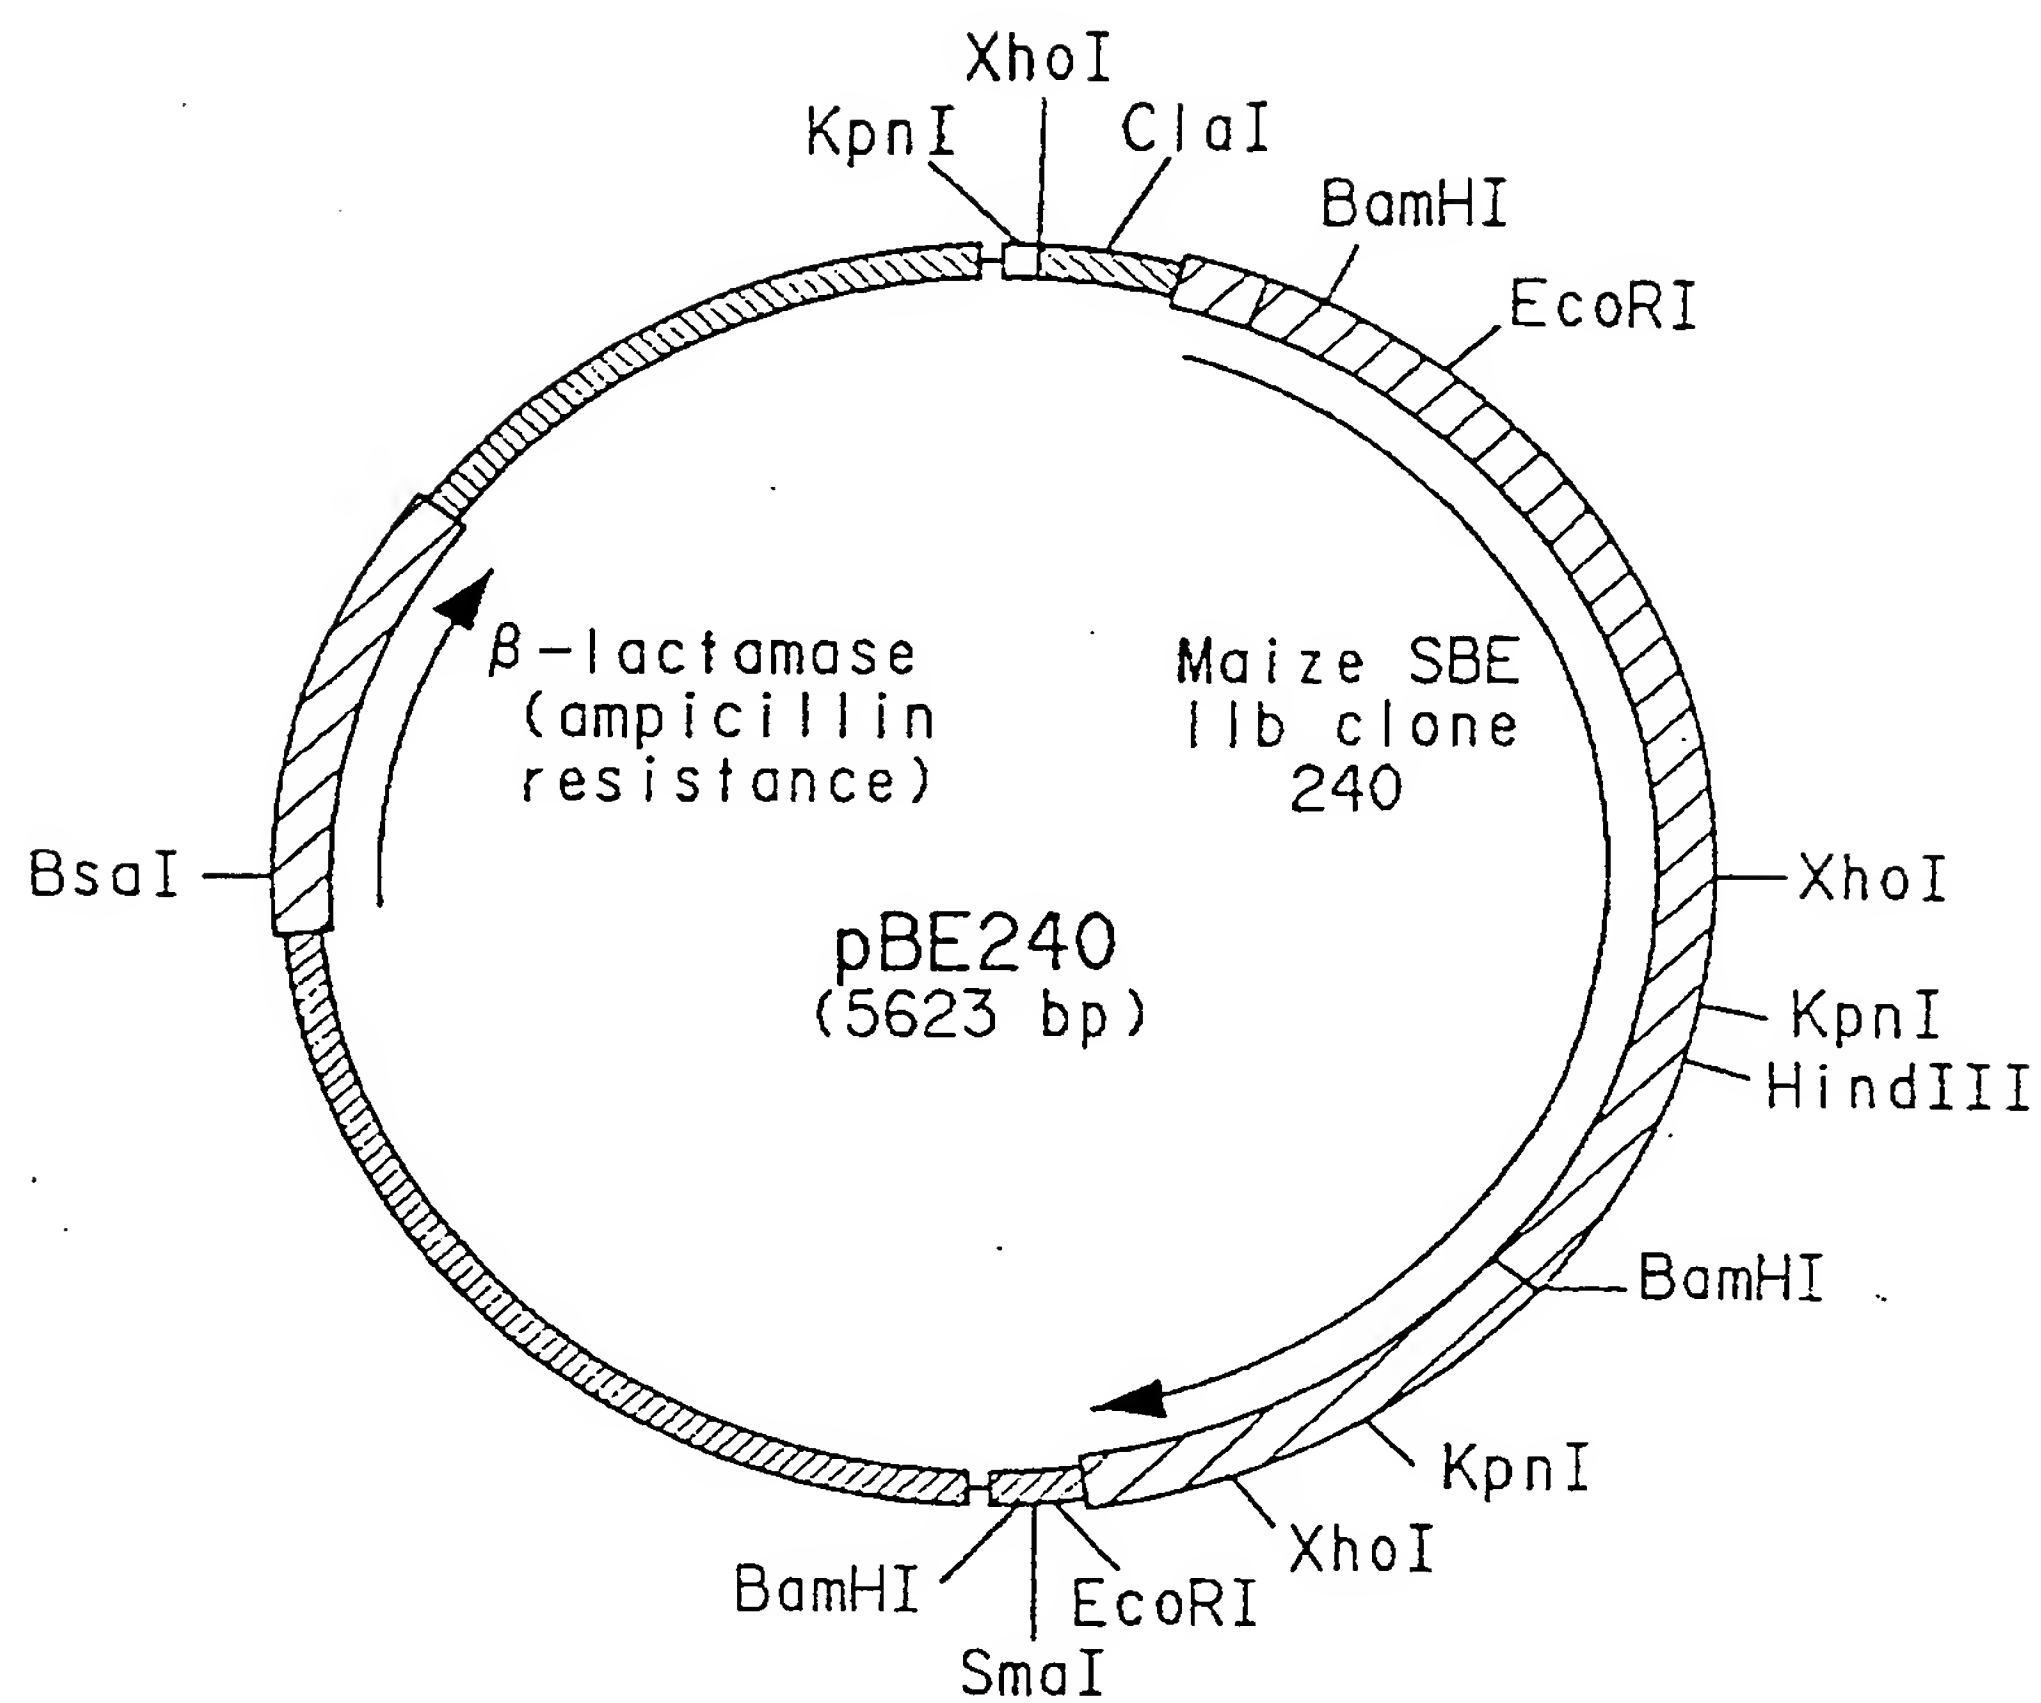 XhoI
KpnI
ClaI
BamHI
EcoRI
β-lactamase
(ampicillin
resistance)
Maize SBE
IIb clone
240
BsaI
XhoI
pBE240
(5623 bp)
KpnI
HindIII
BamHI
KpnI
XhoI
BamHI
EcoRI
SmaI